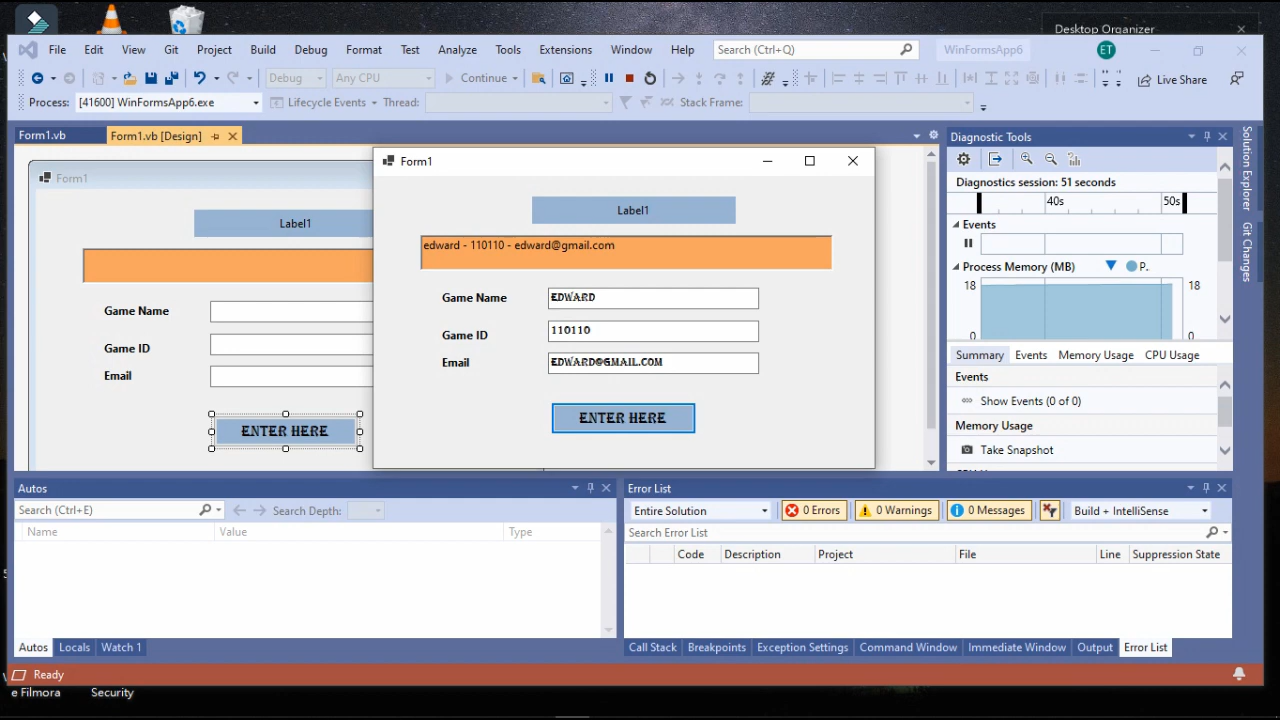 Desktop Organizer
File Edit View Git Project Build Debug Format Test Analyze Tools Extensions Window Help Search (Ctrl+Q) WinFormsApp6 ET
Debug Any CPU Continue Live Share
Process: [41600] WinFormsApp6.exe Lifecycle Events Thread: Stack Frame:
Form1.vb Form1.vb [Design]
Form1
Label1
Game Name
Game ID
Email
ENTER HERE
Form1
Label1
edward - 110110 - edward@gmail.com
Game Name EDWARD
Game ID 110110
Email EDWARD@GMAIL.COM
ENTER HERE
Diagnostic Tools
Diagnostics session: 51 seconds
40s 50s
Events
Process Memory (MB) P.
18 18
0 0
Summary Events Memory Usage CPU Usage
Events
Show Events (0 of 0)
Memory Usage
Take Snapshot
Solution Explorer
Git Changes
Autos
Search (Ctrl+E) Search Depth:
Name Value Type
Autos Locals Watch 1
Error List
Entire Solution 0 Errors 0 Warnings 0 Messages Build + IntelliSense
Search Error List
Code Description Project File Line Suppression State
Call Stack Breakpoints Exception Settings Command Window Immediate Window Output Error List
Ready
e Filmora Security